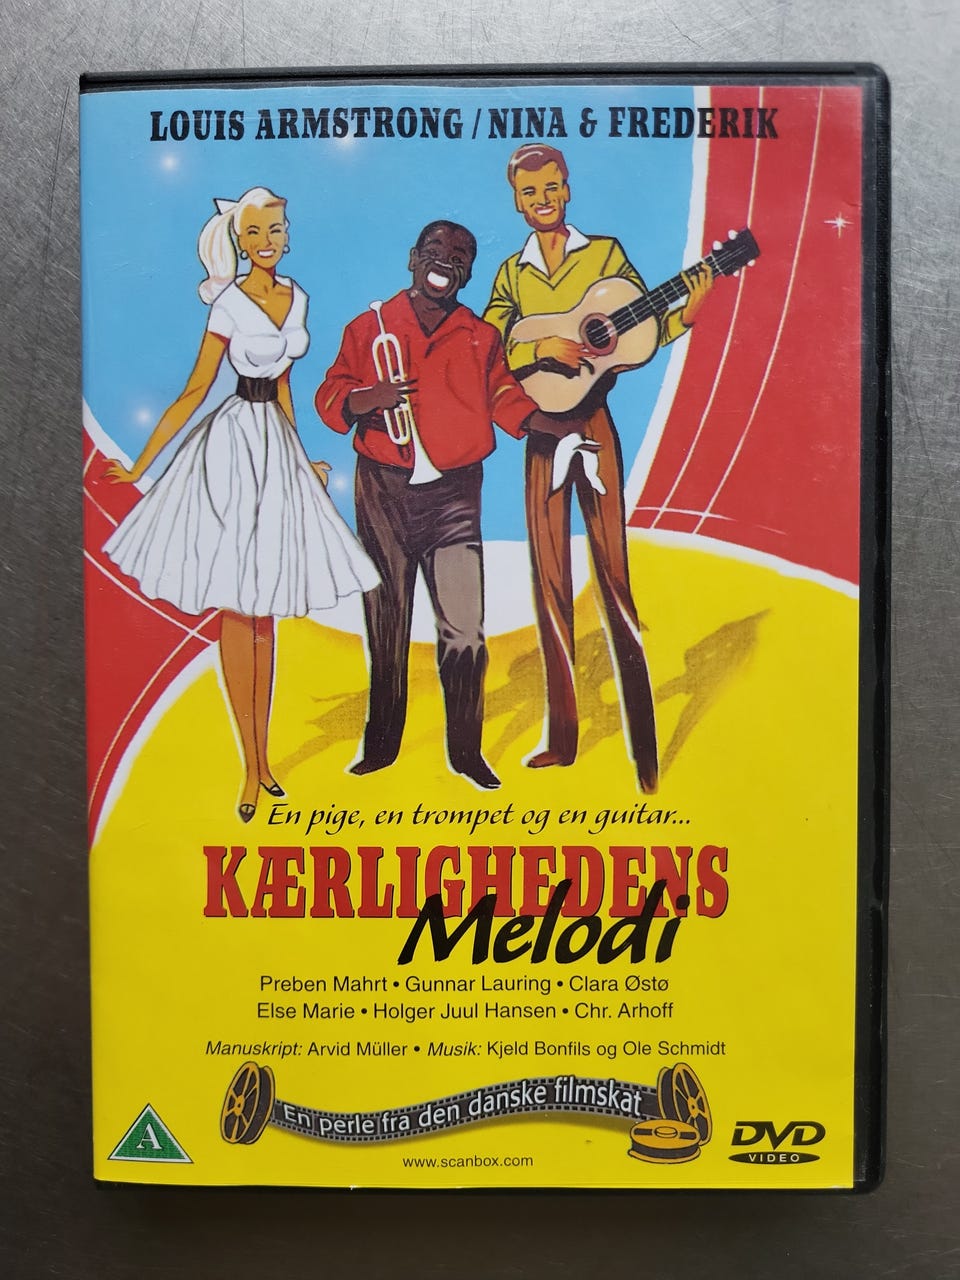 LOUIS ARMSTRONG / NINA & FREDERIK
En pige, en trompet og en guitar...
KÆRLIGHEDENS
Melodi
Preben Mahrt • Gunnar Lauring • Clara Østø
Else Marie • Holger Juul Hansen • Chr. Arhoff
Manuskript: Arvid Müller • Musik: Kjeld Bonfils og Ole Schmidt
En perle fra den danske filmskat
A
DVD
VIDEO
www.scanbox.com